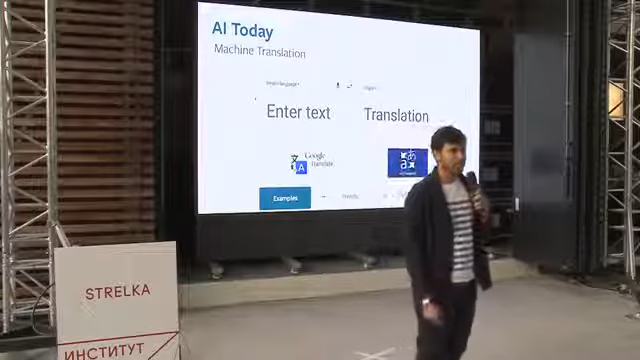 AI Today
Machine Translation
Enter text
Translation
Google
Translate
Examples
STRELKA
ИНСТИТУТ